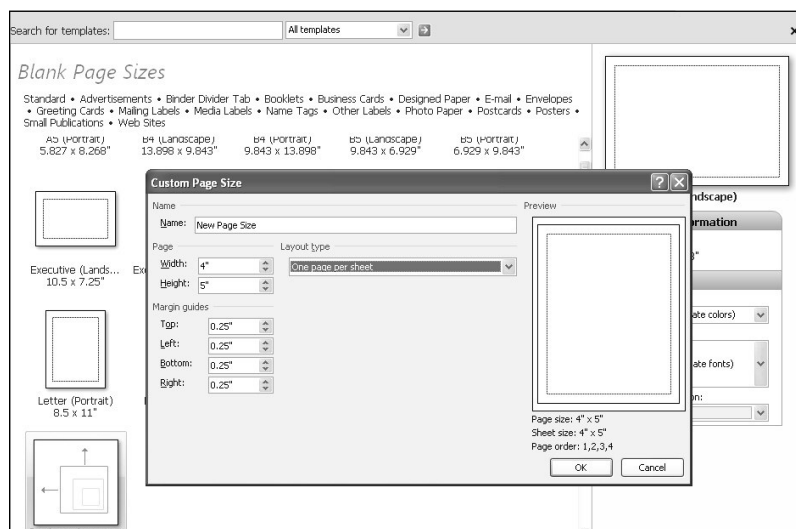 Search for templates: All templates
Blank Page Sizes
Standard • Advertisements • Binder Divider Tab • Booklets • Business Cards • Designed Paper • E-mail • Envelopes
• Greeting Cards • Mailing Labels • Media Labels • Name Tags • Other Labels • Photo Paper • Postcards • Posters •
Small Publications • Web Sites
A5 (Portrait) B4 (Landscape) B4 (Portrait) B5 (Landscape) B5 (Portrait)
5.827 x 8.268" 13.898 x 9.843" 9.843 x 13.898" 9.843 x 6.929" 6.929 x 9.843"
Executive (Lands...
10.5 x 7.25"
Letter (Portrait)
8.5 x 11"
Custom Page Size
Name
Name: New Page Size
Page
Width: 4"
Height: 5"
Layout type
One page per sheet
Margin guides
Top: 0.25"
Left: 0.25"
Bottom: 0.25"
Right: 0.25"
Preview
Page size: 4" x 5"
Sheet size: 4" x 5"
Page order: 1,2,3,4
OK Cancel
ndscape)
ormation
ate colors)
ate fonts)
on: